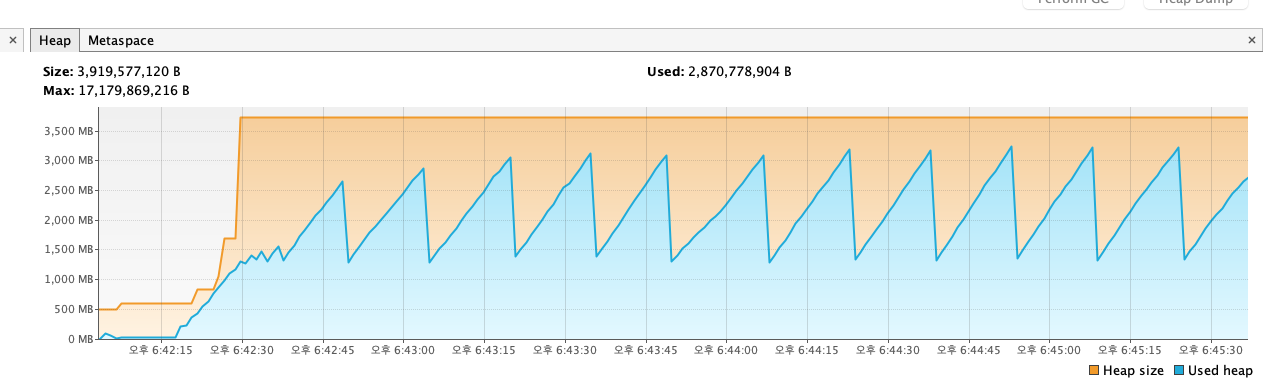 Perform GC Heap Dump
× Heap Metaspace ×
Size: 3,919,577,120 B Used: 2,870,778,904 B
Max: 17,179,869,216 B
3,500 MB
3,000 MB
2,500 MB
2,000 MB
1,500 MB
1,000 MB
500 MB
0 MB
오후 6:42:15 오후 6:42:30 오후 6:42:45 오후 6:43:00 오후 6:43:15 오후 6:43:30 오후 6:43:45 오후 6:44:00 오후 6:44:15 오후 6:44:30 오후 6:44:45 오후 6:45:00 오후 6:45:15 오후 6:45:30
Heap size Used heap